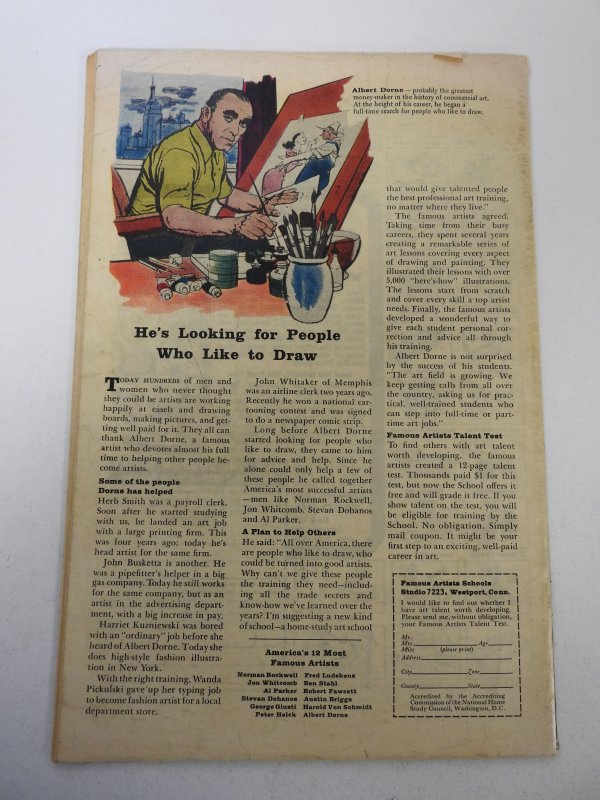 Albert Dorne — probably the greatest
money-maker in the history of commercial art.
At the height of his career, he began a
full-time search for people who like to draw.
He's Looking for People
Who Like to Draw
TODAY HUNDREDS of men and
women who never thought
they could be artists are working
happily at easels and drawing
boards, making pictures, and get-
ting well paid for it. They all can
thank Albert Dorne, a famous
artist who devotes almost his full
time to helping other people be-
come artists.
Some of the people
Dorne has helped
Herb Smith was a payroll clerk.
Soon after he started studying
with us, he landed an art job
with a large printing firm. This
was four years ago; today he's
head artist for the same firm.
John Busketta is another. He
was a pipefitter's helper in a big
gas company. Today he still works
for the same company, but as an
artist in the advertising depart-
ment, with a big increase in pay.
Harriet Kuzniewski was bored
with an "ordinary" job before she
heard of Albert Dorne. Today she
does high-style fashion illustra-
tion in New York.
With the right training, Wanda
Pickulski gave up her typing job
to become fashion artist for a local
department store.
John Whitaker of Memphis
was an airline clerk two years ago.
Recently he won a national car-
tooning contest and was signed
to do a newspaper comic strip.
Long before Albert Dorne
started looking for people who
like to draw, they came to him
for advice and help. Since he
alone could only help a few of
these people he called together
America's most successful artists
—men like Norman Rockwell,
Jon Whitcomb, Stevan Dohanos
and Al Parker.
A Plan to Help Others
He said: "All over America, there
are people who like to draw, who
could be turned into good artists.
Why can't we give these people
the training they need—includ-
ing all the trade secrets and
know-how we've learned over the
years? I'm suggesting a new kind
of school—a home-study art school
America's 12 Most
Famous Artists
Norman Rockwell Fred Ludekens
Jon Whitcomb Ben Stahl
Al Parker Robert Fawcett
Stevan Dohanos Austin Briggs
George Giusti Harold Von Schmidt
Peter Helck Albert Dorne
that would give talented people
the best professional art training,
no matter where they live."
The famous artists agreed.
Taking time from their busy
careers, they spent several years
creating a remarkable series of
art lessons covering every aspect
of drawing and painting. They
illustrated their lessons with over
5,000 "here's-how" illustrations.
The lessons start from scratch
and cover every skill a top artist
needs. Finally, the famous artists
developed a wonderful way to
give each student personal cor-
rection and advice all through
his training.
Albert Dorne is not surprised
by the success of his students.
"The art field is growing. We
keep getting calls from all over
the country, asking us for prac-
tical, well-trained students who
can step into full-time or part-
time art jobs."
Famous Artists Talent Test
To find others with art talent
worth developing, the famous
artists created a 12-page talent
test. Thousands paid $1 for this
test, but now the School offers it
free and will grade it free. If you
show talent on the test, you will
be eligible for training by the
School. No obligation. Simply
mail coupon. It might be your
first step to an exciting, well-paid
career in art.
Famous Artists Schools
Studio 7223, Westport, Conn.
I would like to find out whether I
have art talent worth developing.
Please send me, without obligation,
your Famous Artists Talent Test.
Mr.
Mrs. Age
Miss (please print)
Address
City Zone
County State
Accredited by the Accrediting
Commission of the National Home
Study Council, Washington, D.C.